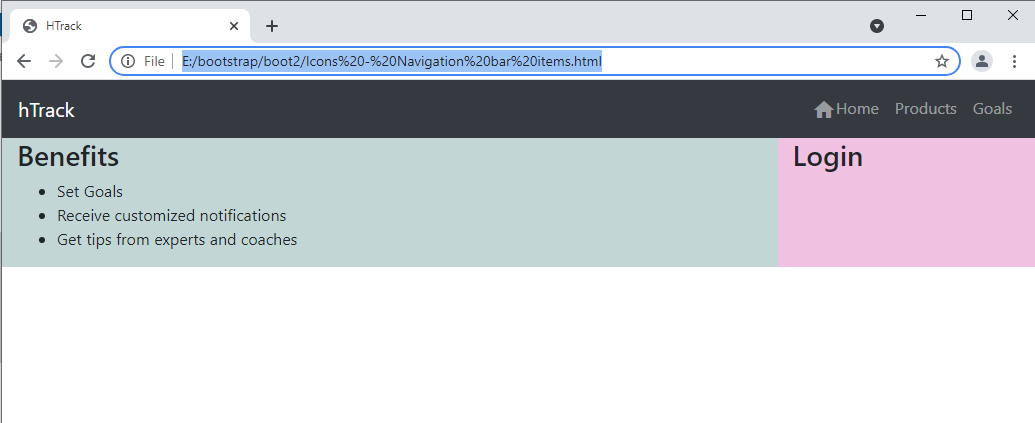 HTrack
File E:/bootstrap/boot2/Icons%20-%20Navigation%20bar%20items.html
hTrack Home Products Goals
Benefits Login
Set Goals
Receive customized notifications
Get tips from experts and coaches